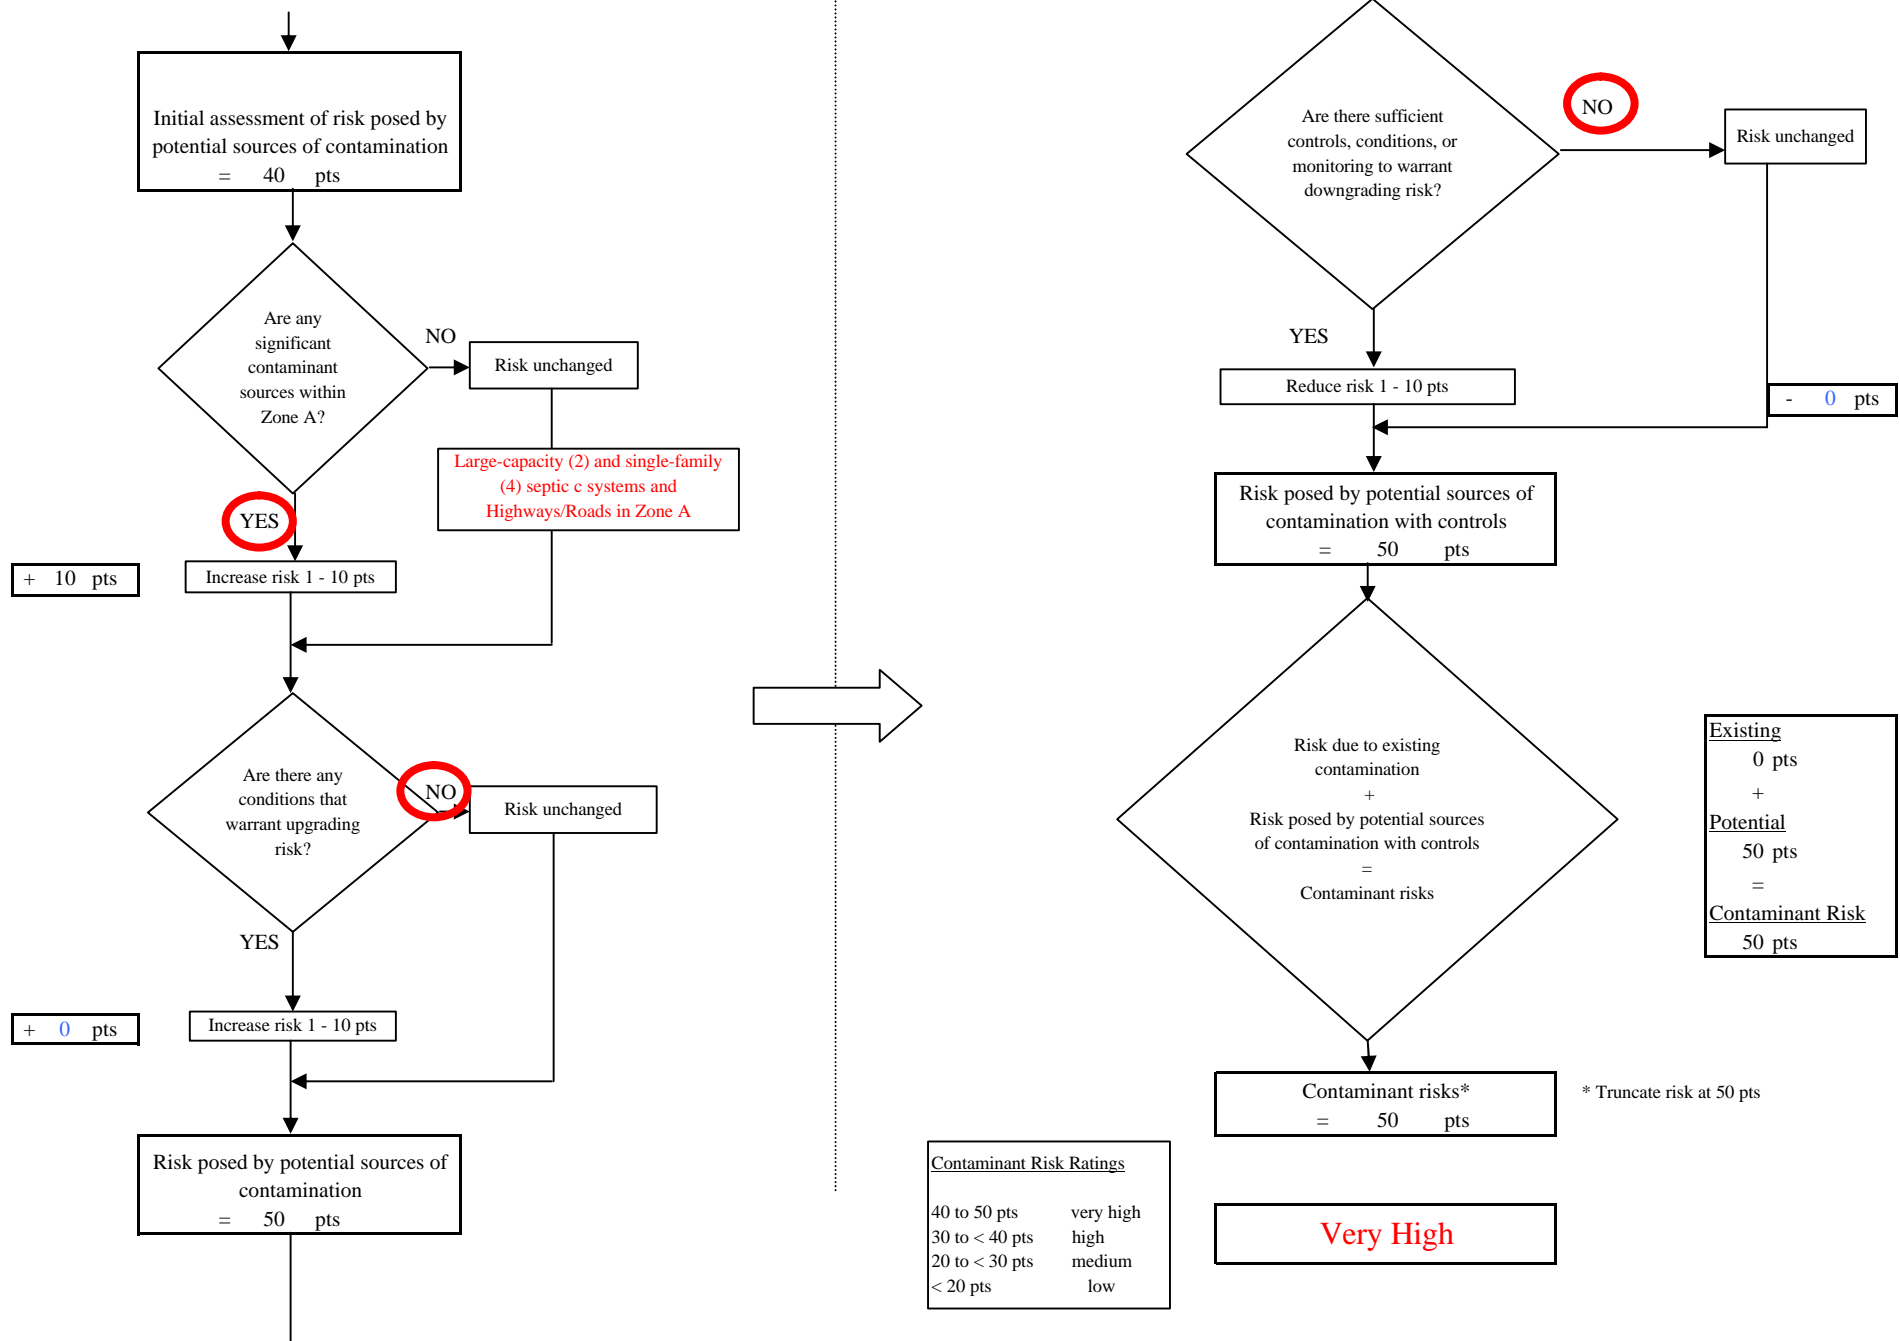 Initial assessment of risk posed by
potential sources of contamination
= 40 pts
Are any
significant
contaminant
sources within
Zone A?
NO
Risk unchanged
Large-capacity (2) and single-family
(4) septic c systems and
Highways/Roads in Zone A
YES
+ 10 pts
Increase risk 1 - 10 pts
Are there any
conditions that
warrant upgrading
risk?
NO
Risk unchanged
YES
+ 0 pts
Increase risk 1 - 10 pts
Risk posed by potential sources of
contamination
= 50 pts
Are there sufficient
controls, conditions, or
monitoring to warrant
downgrading risk?
NO
Risk unchanged
YES
Reduce risk 1 - 10 pts
- 0 pts
Risk posed by potential sources of
contamination with controls
= 50 pts
Risk due to existing
contamination
+
Risk posed by potential sources
of contamination with controls
=
Contaminant risks
Existing
0 pts
+
Potential
50 pts
=
Contaminant Risk
50 pts
Contaminant risks*
= 50 pts
* Truncate risk at 50 pts
Contaminant Risk Ratings
40 to 50 pts very high
30 to < 40 pts high
20 to < 30 pts medium
< 20 pts low
Very High